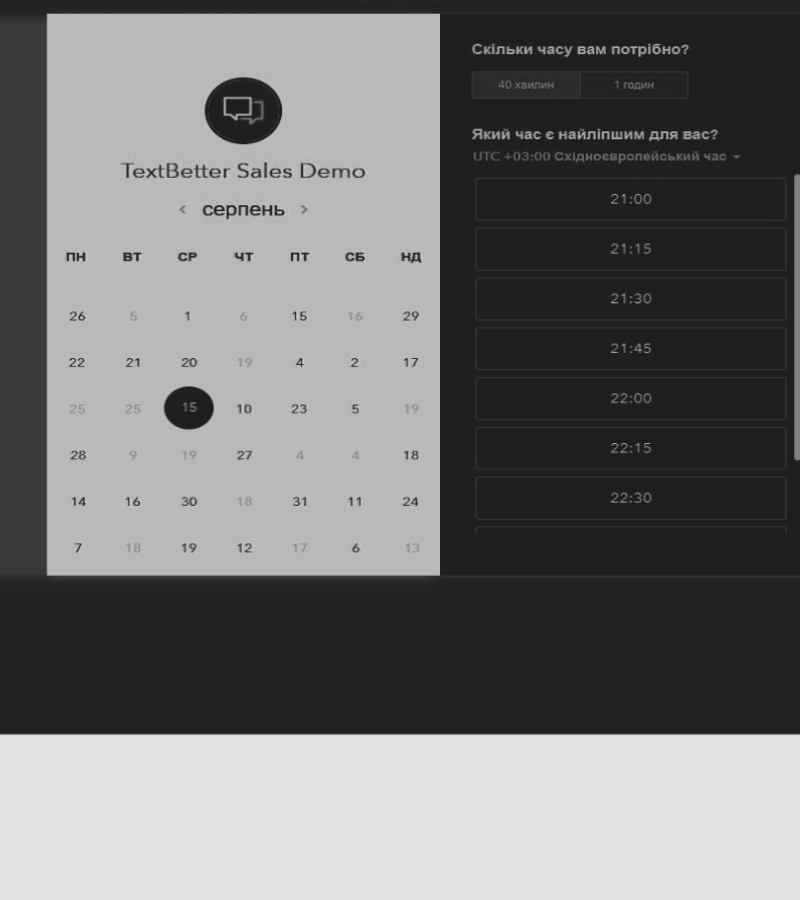 TextBetter Sales Demo
< серпень >
ПН ВТ СР ЧТ ПТ СБ НД
26 5 1 6 15 16 29
22 21 20 19 4 2 17
25 25 15 10 23 5 19
28 9 19 27 4 4 18
14 16 30 18 31 11 24
7 18 19 12 17 6 13
Скільки часу вам потрібно?
40 хвилин 1 годин
Який час є найліпшим для вас?
UTC +03:00 Східноєвропейський час
21:00
21:15
21:30
21:45
22:00
22:15
22:30